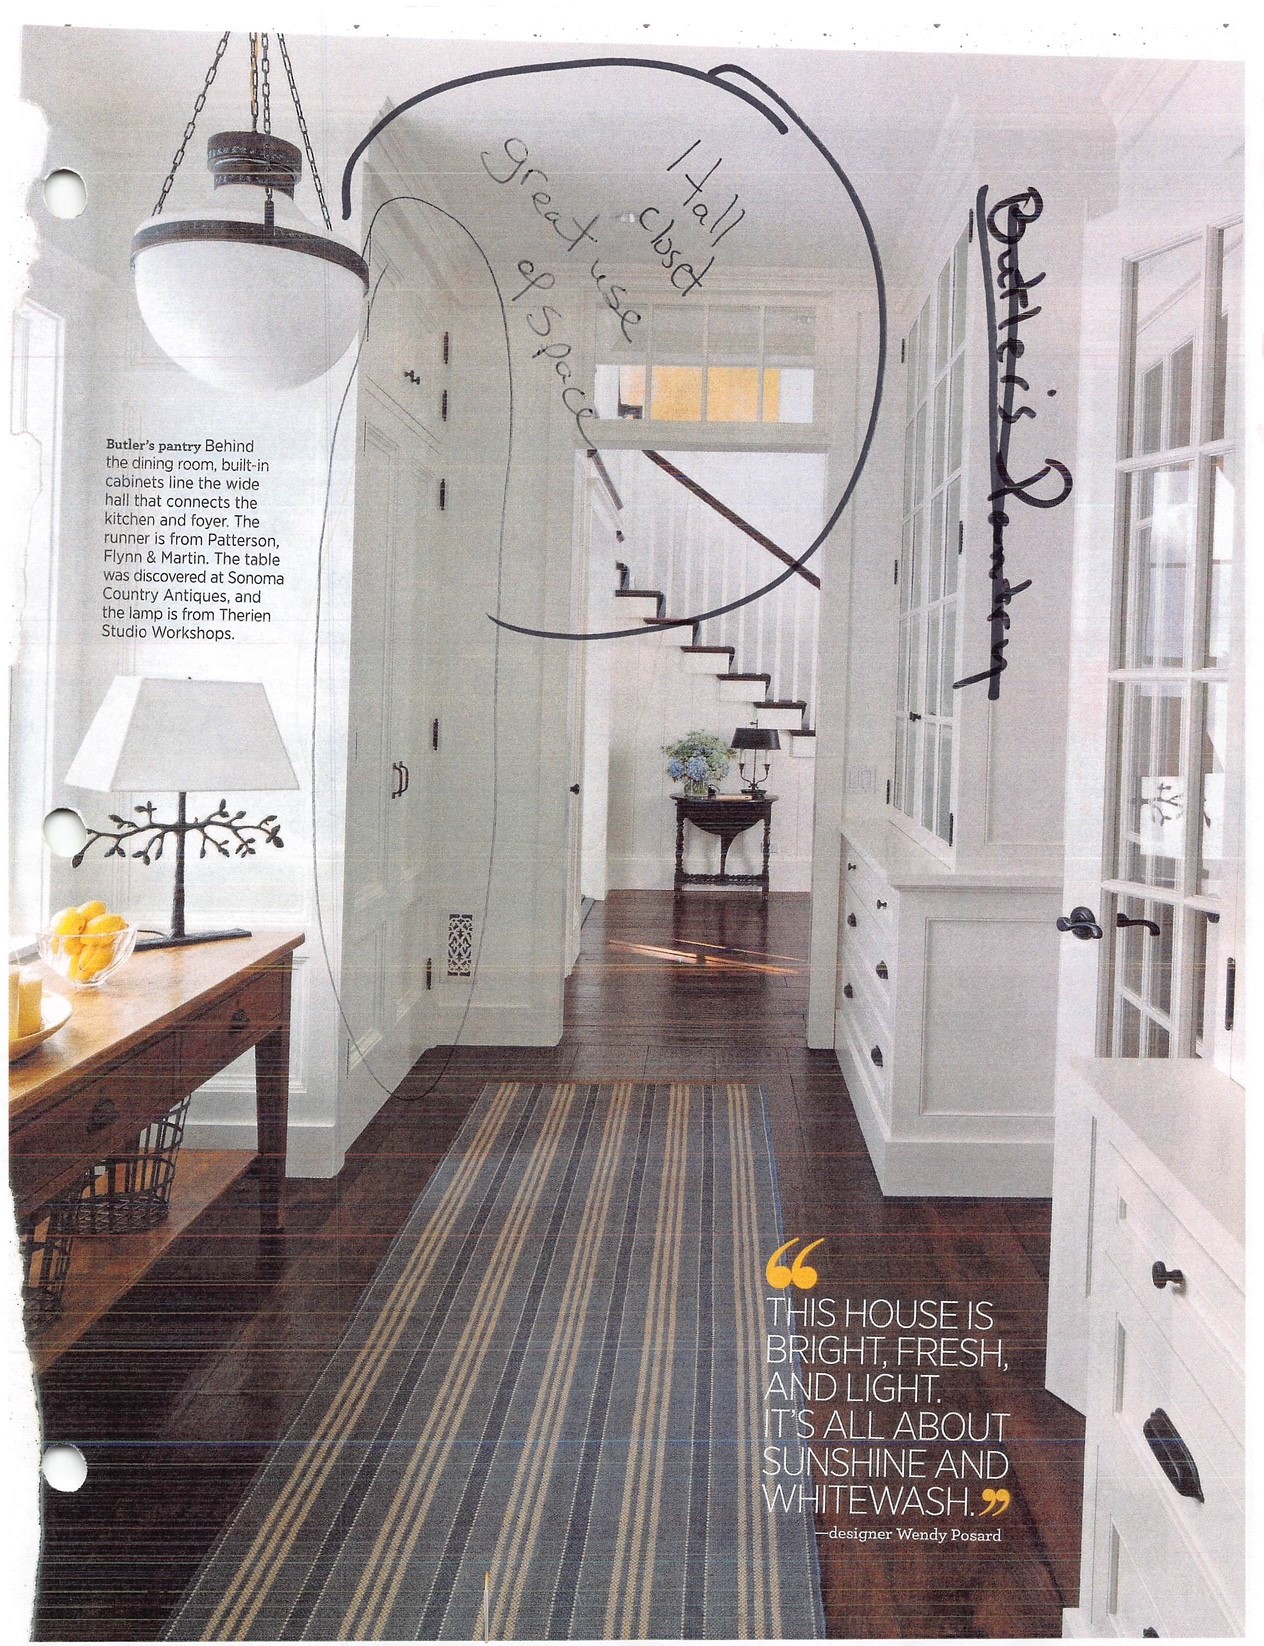 Hall
closet
great use
of space
Butler's Pantry
Butler's pantry Behind
the dining room, built-in
cabinets line the wide
hall that connects the
kitchen and foyer. The
runner is from Patterson,
Flynn & Martin. The table
was discovered at Sonoma
Country Antiques, and
the lamp is from Therien
Studio Workshops.
“
THIS HOUSE IS
BRIGHT, FRESH,
AND LIGHT.
IT'S ALL ABOUT
SUNSHINE AND
WHITEWASH.”
—designer Wendy Posard